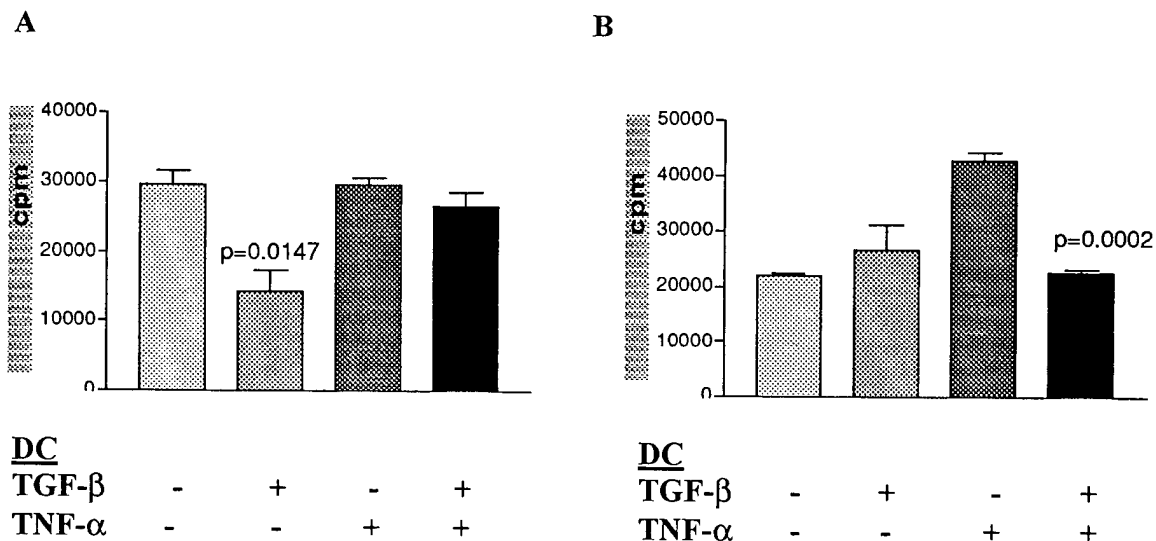 A
40000
30000
20000
10000
0
cpm
p=0.0147
DC
TGF-β - + - +
TNF-α - - + +
B
50000
40000
30000
20000
10000
0
cpm
p=0.0002
DC
TGF-β - + - +
TNF-α - - + +